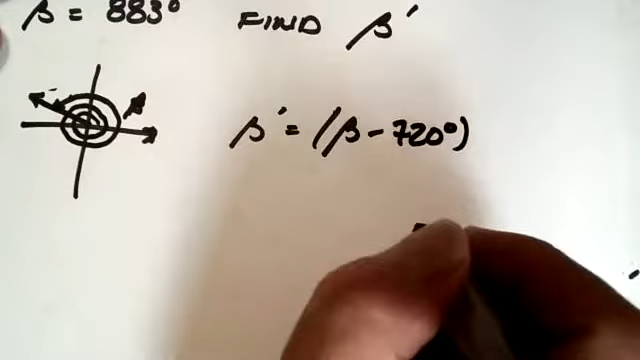 β = 883° FIND β'
β
β' = (β - 720°)